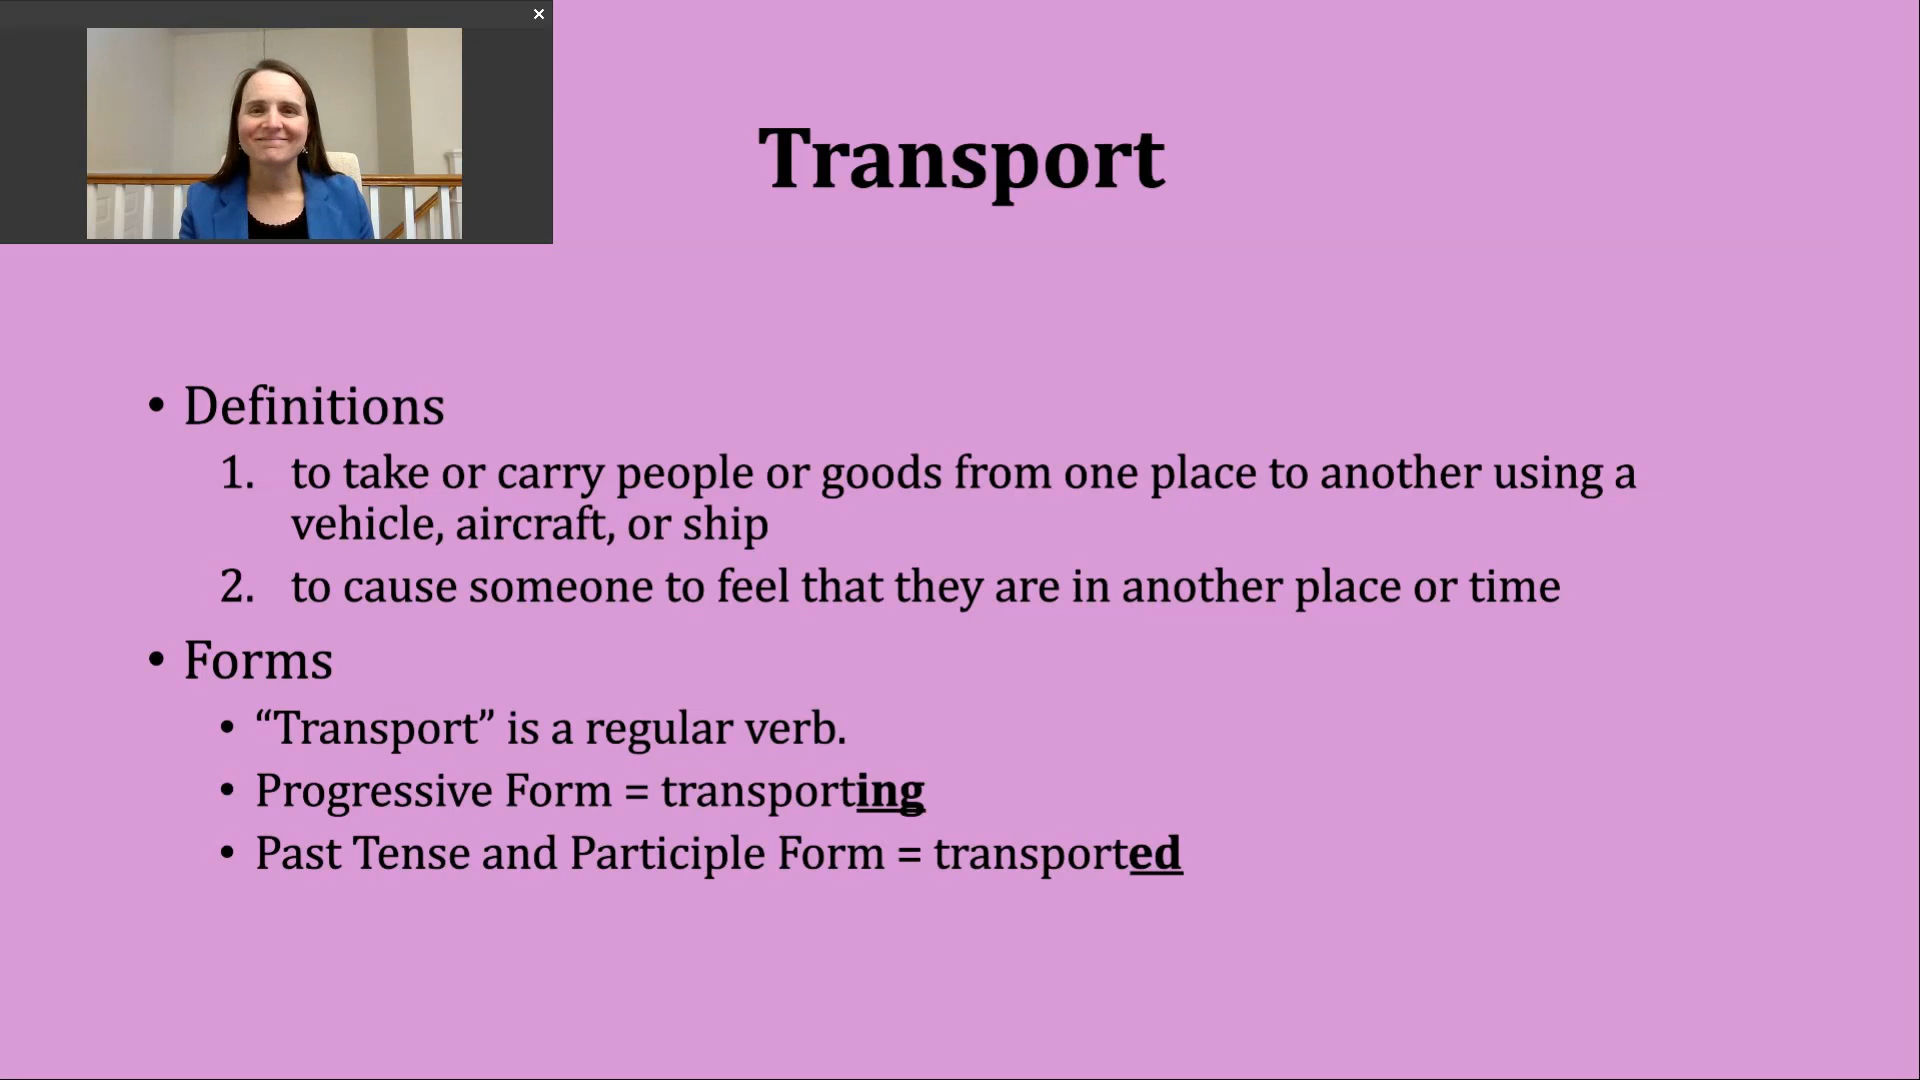 Transport
• Definitions
1. to take or carry people or goods from one place to another using a
vehicle, aircraft, or ship
2. to cause someone to feel that they are in another place or time
• Forms
• “Transport” is a regular verb.
• Progressive Form = transporting
• Past Tense and Participle Form = transported